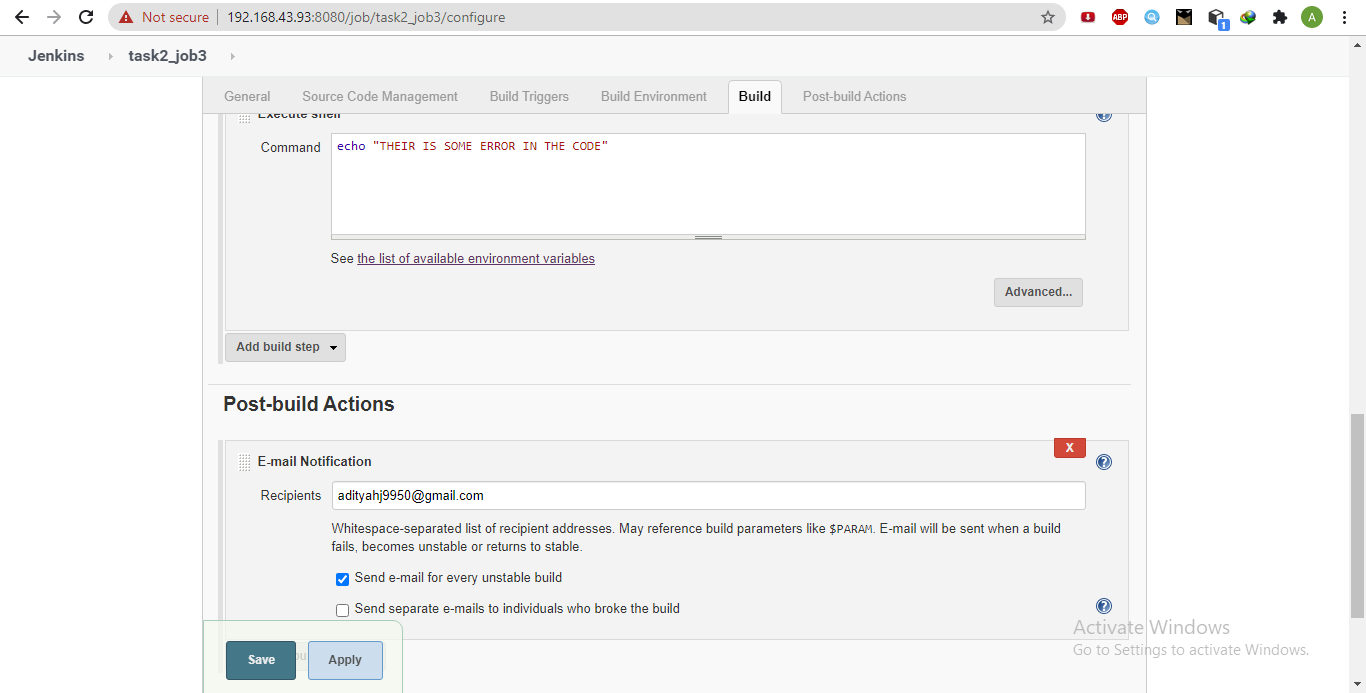 Not secure | 192.168.43.93:8080/job/task2_job3/configure
ABP
1
A
Jenkins
task2_job3
General
Source Code Management
Build Triggers
Build Environment
Build
Post-build Actions
Execute shell
Command
echo "THEIR IS SOME ERROR IN THE CODE"
See the list of available environment variables
Advanced...
Add build step
Post-build Actions
X
E-mail Notification
Recipients
adityahj9950@gmail.com
Whitespace-separated list of recipient addresses. May reference build parameters like $PARAM. E-mail will be sent when a build
fails, becomes unstable or returns to stable.
Send e-mail for every unstable build
Send separate e-mails to individuals who broke the build
Save
Apply
Activate Windows
Go to Settings to activate Windows.